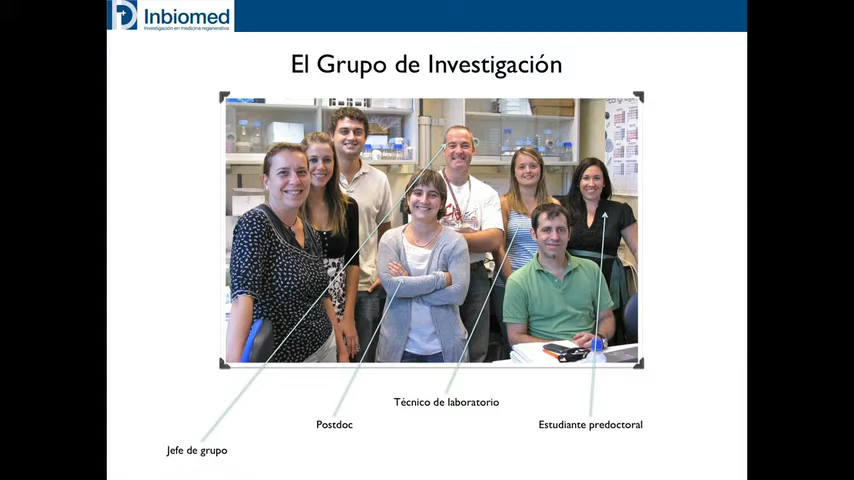 Inbiomed
Investigación en medicina regenerativa
El Grupo de Investigación
Técnico de laboratorio
Postdoc
Estudiante predoctoral
Jefe de grupo